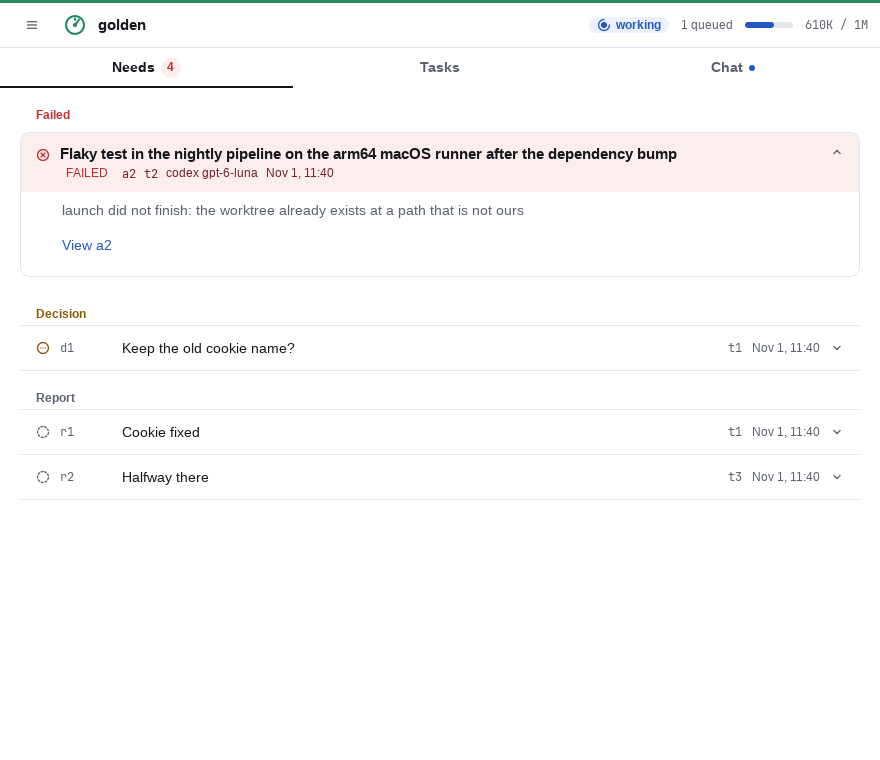 golden
working 1 queued 610K / 1M
Needs 4 Tasks Chat
Failed
Flaky test in the nightly pipeline on the arm64 macOS runner after the dependency bump
FAILED a2 t2 codex gpt-6-luna Nov 1, 11:40
launch did not finish: the worktree already exists at a path that is not ours
View a2
Decision
d1 Keep the old cookie name? t1 Nov 1, 11:40
Report
r1 Cookie fixed t1 Nov 1, 11:40
r2 Halfway there t3 Nov 1, 11:40